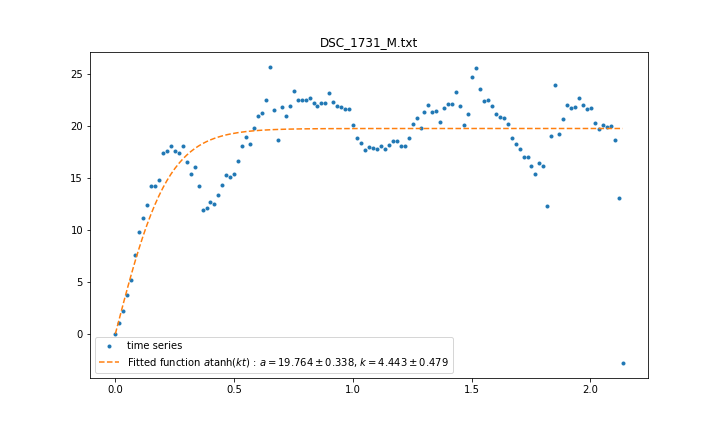 DSC_1731_M.txt
25
20
15
10
5
0
time series
Fitted function atanh(kt) : a = 19.764 ± 0.338, k = 4.443 ± 0.479
0.0 0.5 1.0 1.5 2.0